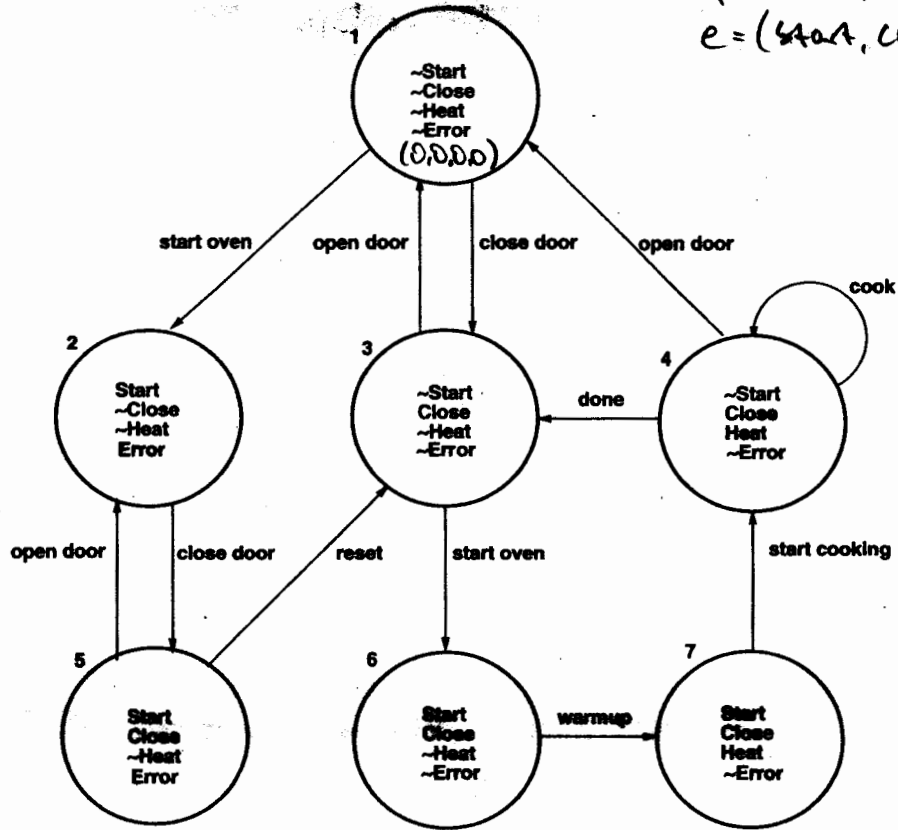 e = (Start,
1
~Start
~Close
~Heat
~Error
(0,0,0,0)
start oven
open door
close door
open door
cook
2
Start
~Close
~Heat
Error
3
~Start
Close
~Heat
~Error
done
4
~Start
Close
Heat
~Error
open door
close door
reset
start oven
start cooking
5
Start
Close
~Heat
Error
6
Start
Close
~Heat
~Error
warmup
7
Start
Close
Heat
~Error